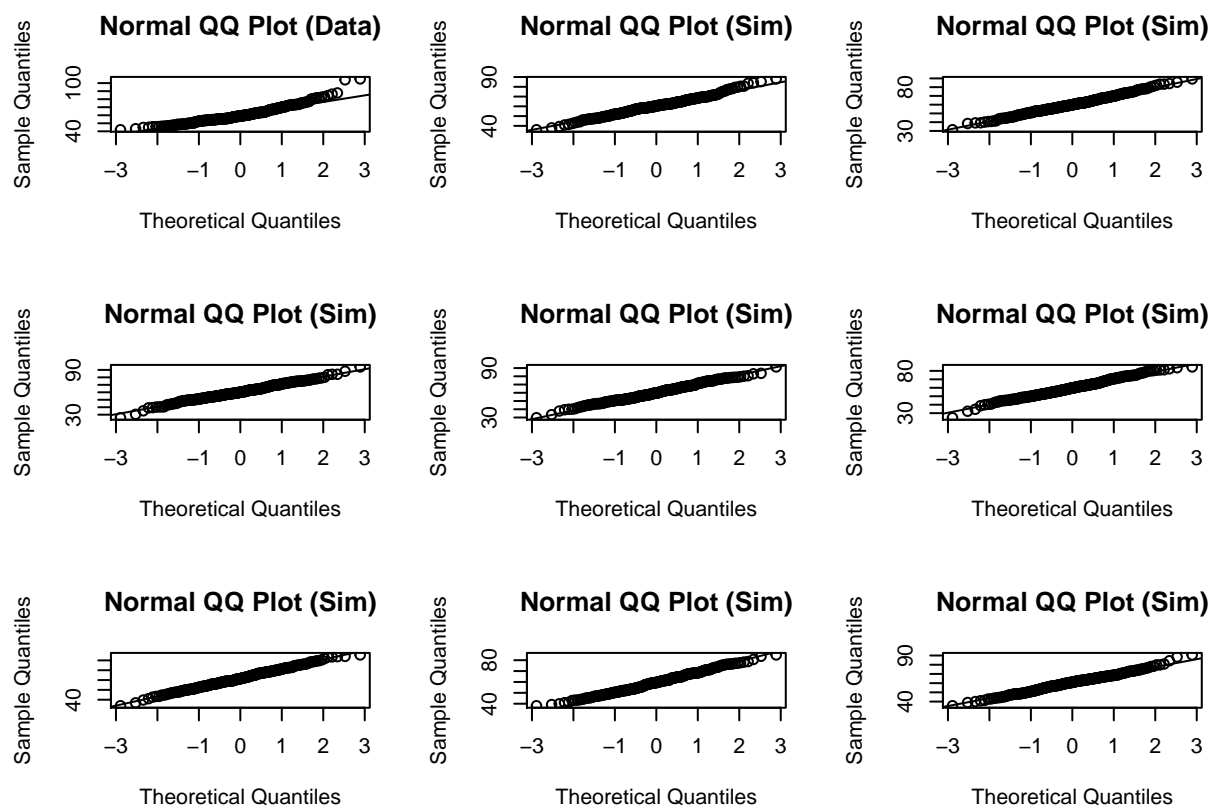 Normal QQ Plot (Data)
Sample Quantiles
40 100
−3 −1 0 1 2 3
Theoretical Quantiles
Normal QQ Plot (Sim)
Sample Quantiles
40 90
−3 −1 0 1 2 3
Theoretical Quantiles
Normal QQ Plot (Sim)
Sample Quantiles
30 80
−3 −1 0 1 2 3
Theoretical Quantiles
Normal QQ Plot (Sim)
Sample Quantiles
30 90
−3 −1 0 1 2 3
Theoretical Quantiles
Normal QQ Plot (Sim)
Sample Quantiles
30 90
−3 −1 0 1 2 3
Theoretical Quantiles
Normal QQ Plot (Sim)
Sample Quantiles
30 80
−3 −1 0 1 2 3
Theoretical Quantiles
Normal QQ Plot (Sim)
Sample Quantiles
40
−3 −1 0 1 2 3
Theoretical Quantiles
Normal QQ Plot (Sim)
Sample Quantiles
40 80
−3 −1 0 1 2 3
Theoretical Quantiles
Normal QQ Plot (Sim)
Sample Quantiles
40 90
−3 −1 0 1 2 3
Theoretical Quantiles